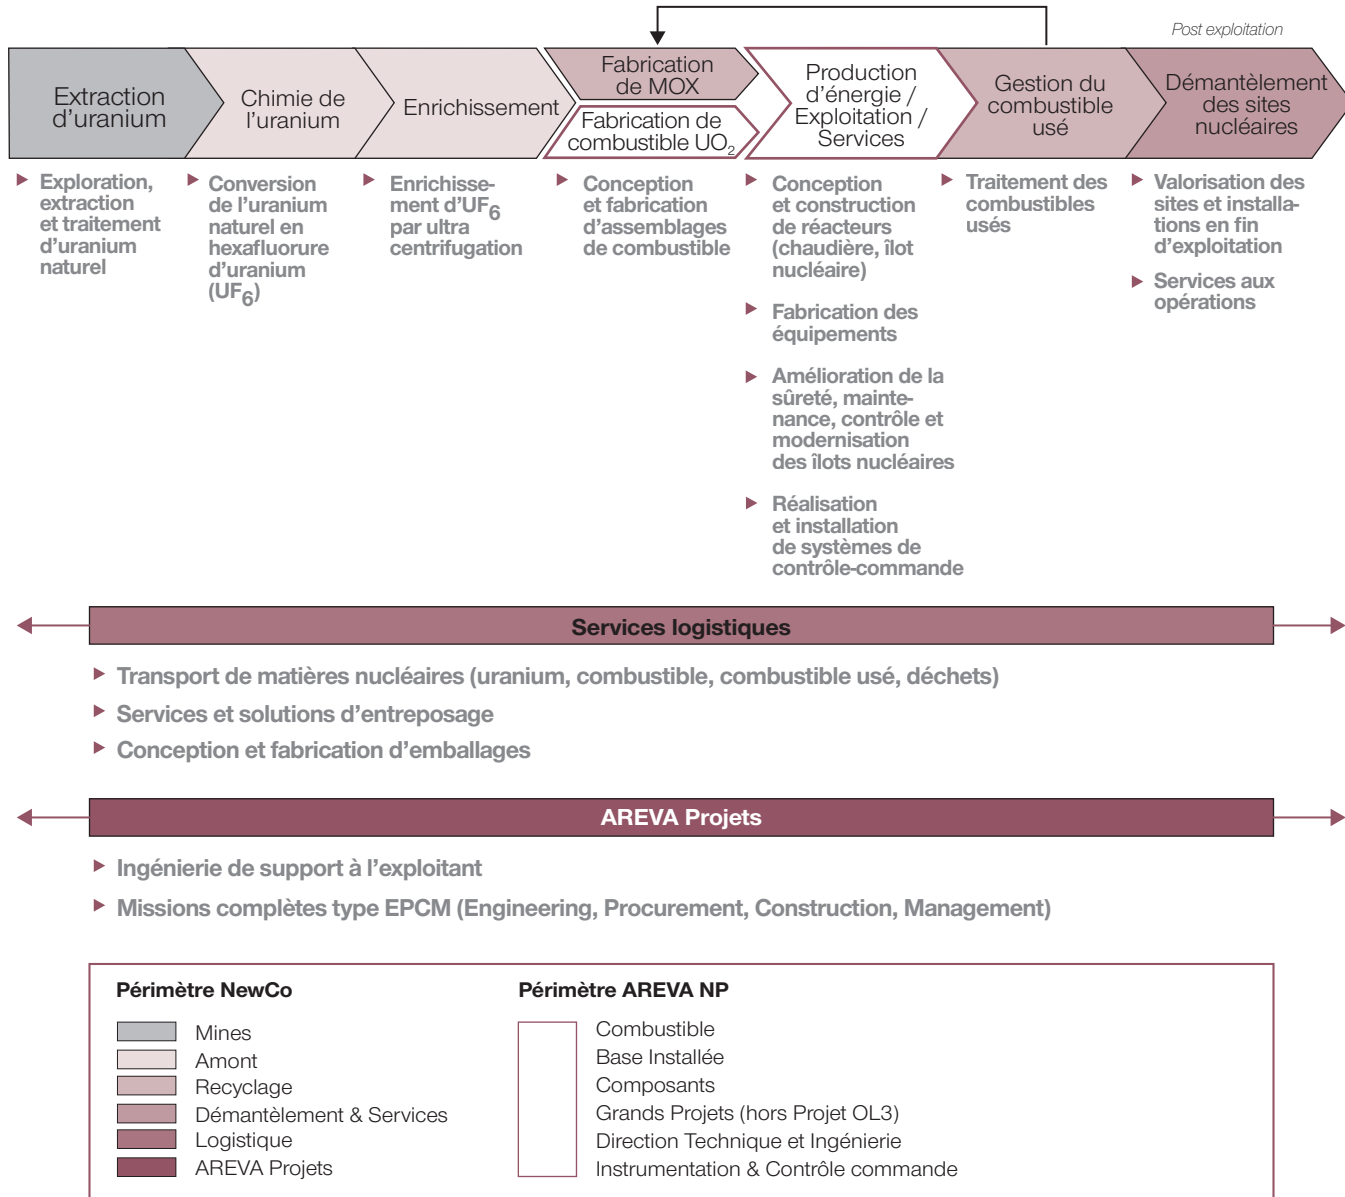 Post exploitation
Extraction
d’uranium
Chimie de
l’uranium
Enrichissement
Fabrication
de MOX
Fabrication de
combustible UO2
Production
d’énergie /
Exploitation /
Services
Gestion du
combustible
usé
Démantèlement
des sites
nucléaires
Exploration,
extraction
et traitement
d’uranium
naturel
Conversion
de l’uranium
naturel en
hexafluorure
d’uranium
(UF6)
Enrichisse-
ment d’UF6
par ultra
centrifugation
Conception
et fabrication
d’assemblages
de combustible
Conception
et construction
de réacteurs
(chaudière, îlot
nucléaire)
Fabrication des
équipements
Amélioration de la
sûreté, mainte-
nance, contrôle et
modernisation
des îlots nucléaires
Réalisation
et installation
de systèmes de
contrôle-commande
Traitement des
combustibles
usés
Valorisation des
sites et installa-
tions en fin
d’exploitation
Services aux
opérations
Services logistiques
Transport de matières nucléaires (uranium, combustible, combustible usé, déchets)
Services et solutions d’entreposage
Conception et fabrication d’emballages
AREVA Projets
Ingénierie de support à l’exploitant
Missions complètes type EPCM (Engineering, Procurement, Construction, Management)
Périmètre NewCo
Mines
Amont
Recyclage
Démantèlement & Services
Logistique
AREVA Projets
Périmètre AREVA NP
Combustible
Base Installée
Composants
Grands Projets (hors Projet OL3)
Direction Technique et Ingénierie
Instrumentation & Contrôle commande